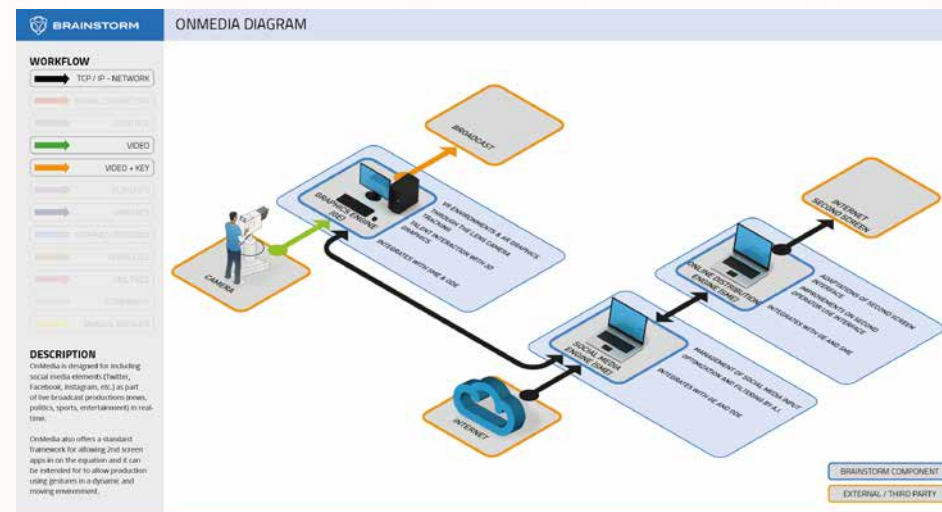 BRAINSTORM
ONMEDIA DIAGRAM
WORKFLOW
TCP / IP - NETWORK
VIDEO
VIDEO + KEY
DESCRIPTION
OnMedia is designed for including
social media elements (Twitter,
Facebook, Instagram, etc.) as part
of live broadcast productions (news,
politics, sports, entertainment) in real-
time.
OnMedia also offers a standard
framework for allowing 2nd screen
apps in on the equation and it can
be extended for to allow production
using gestures in a dynamic and
moving environment.
BROADCAST
GRAPHICS ENGINE
(GE)
VR ENVIRONMENTS & AR GRAPHICS
THROUGH THE LENS CAMERA
TRACKING
TALENT INTERACTION WITH 3D
GRAPHICS
INTEGRATES WITH SME & ODE
CAMERA
INTERNET
SECOND SCREEN
ONLINE DISTRIBUTION
ENGINE (SME)
ADAPTATIONS OF SECOND SCREEN
INTERFACE
IMPROVEMENTS ON SECOND
OPERATOR USE INTERFACE
INTEGRATES WITH VE AND SME
SOCIAL MEDIA
ENGINE (SME)
MANAGEMENT OF SOCIAL MEDIA INPUT
OPTIMIZATION AND FILTERING BY A.I.
INTEGRATES WITH VE AND ODE
INTERNET
BRAINSTORM COMPONENT
EXTERNAL / THIRD PARTY